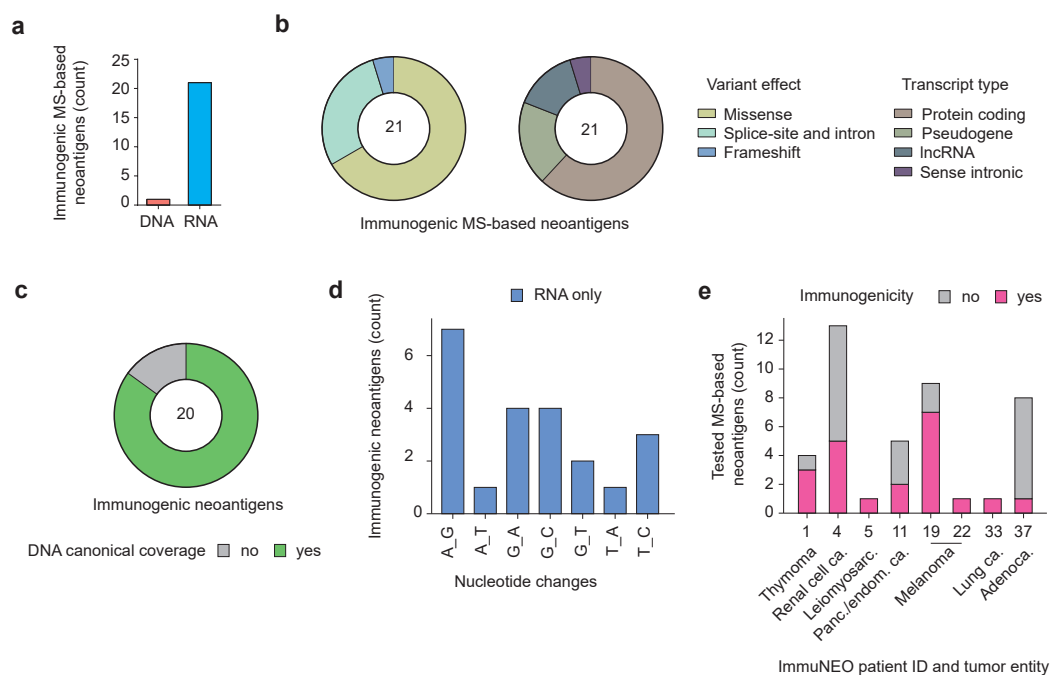 a
Immunogenic MS-based
neoantigens (count)
25
20
15
10
5
0
DNA RNA
b
21
21
Immunogenic MS-based neoantigens
Variant effect
Missense
Splice-site and intron
Frameshift
Transcript type
Protein coding
Pseudogene
lncRNA
Sense intronic
c
20
Immunogenic neoantigens
DNA canonical coverage no yes
d
RNA only
Immunogenic neoantigens (count)
6
4
2
0
A_G A_T G_A G_C G_T T_A T_C
Nucleotide changes
e
Immunogenicity no yes
Tested MS-based
neoantigens (count)
12
10
8
6
4
2
0
1 4 5 11 19 22 33 37
Thymoma
Renal cell ca.
Leiomyosarc.
Panc./endom. ca.
Melanoma
Lung ca.
Adenoca.
ImmuNEO patient ID and tumor entity